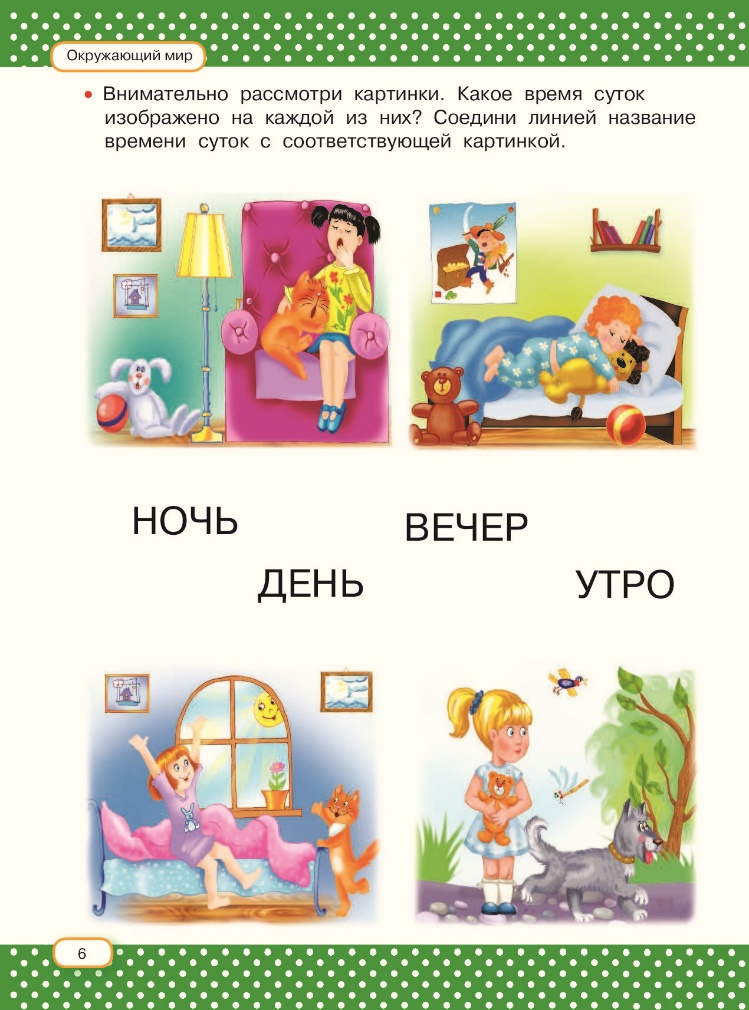 Окружающий мир
• Внимательно рассмотри картинки. Какое время суток
изображено на каждой из них? Соедини линией название
времени суток с соответствующей картинкой.
НОЧЬ
ВЕЧЕР
ДЕНЬ
УТРО
6